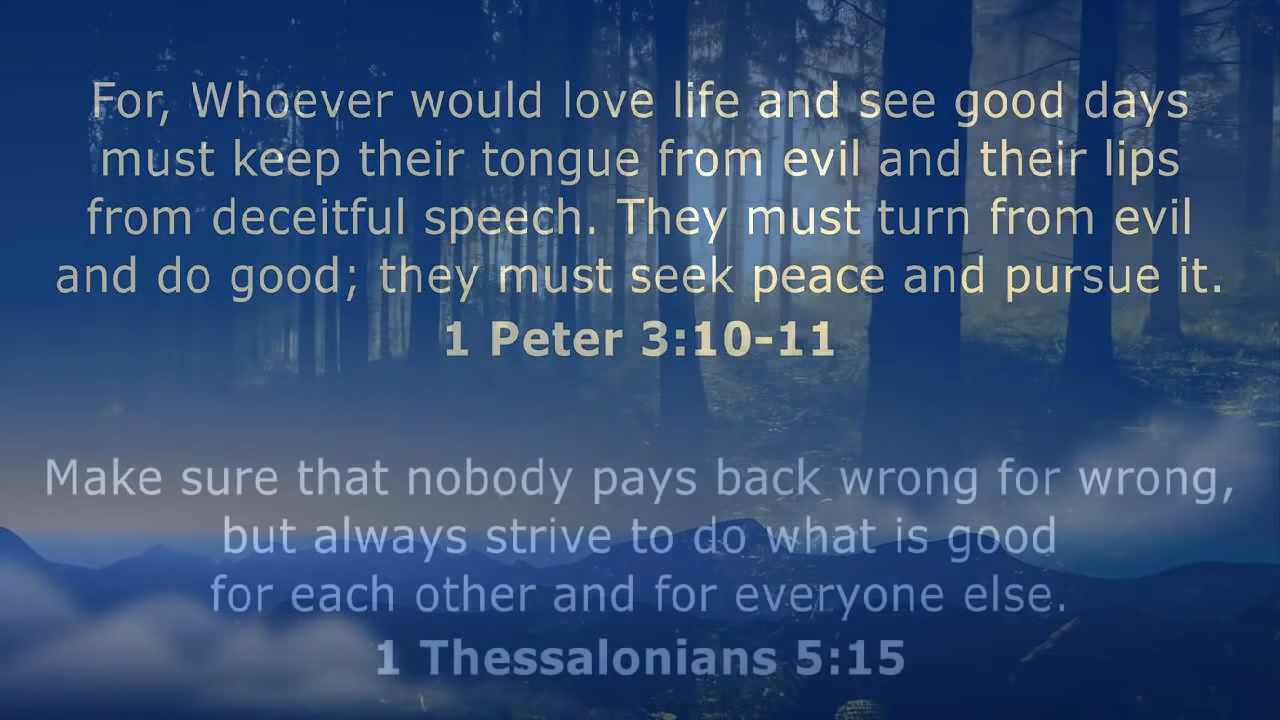 For, Whoever would love life and see good days
must keep their tongue from evil and their lips
from deceitful speech. They must turn from evil
and do good; they must seek peace and pursue it.
1 Peter 3:10-11
Make sure that nobody pays back wrong for wrong,
but always strive to do what is good
for each other and for everyone else.
1 Thessalonians 5:15